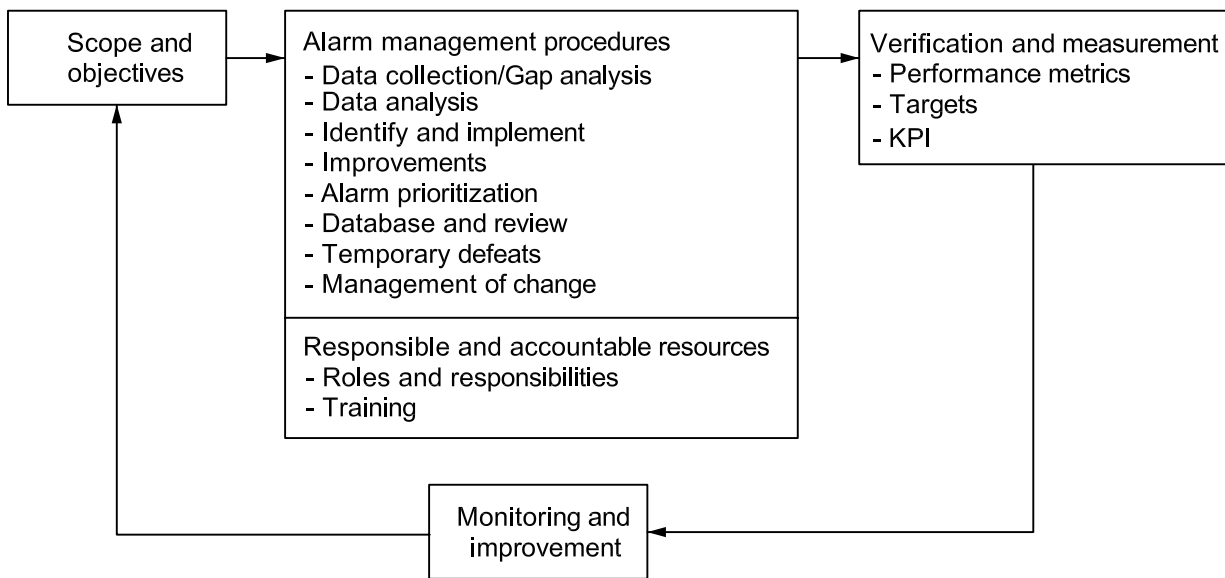 Scope and
objectives
Alarm management procedures
- Data collection/Gap analysis
- Data analysis
- Identify and implement
- Improvements
- Alarm prioritization
- Database and review
- Temporary defeats
- Management of change
Responsible and accountable resources
- Roles and responsibilities
- Training
Verification and measurement
- Performance metrics
- Targets
- KPI
Monitoring and
improvement